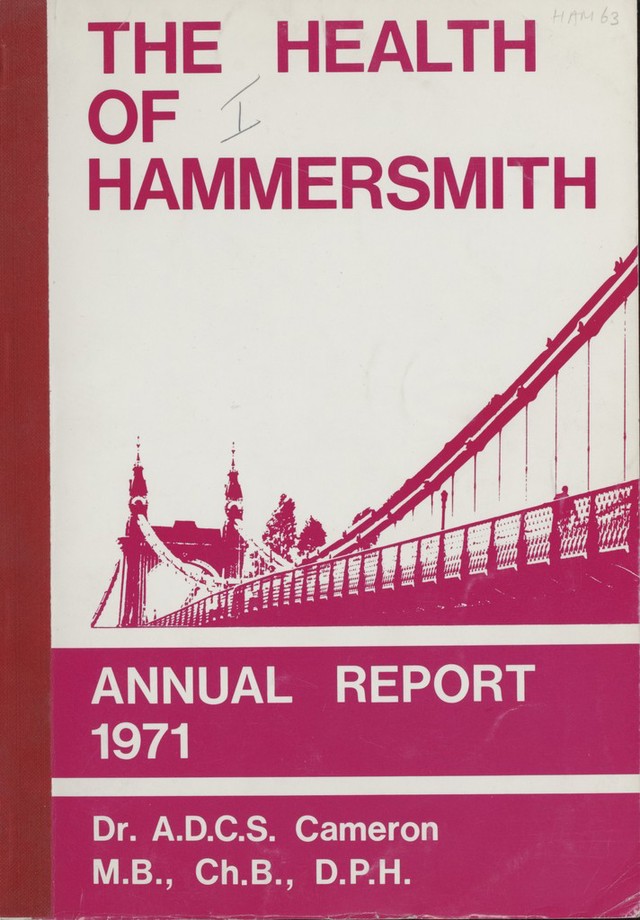 HAM 63
THE HEALTH
OF
I
HAMMERSMITH
ANNUAL REPORT
1971
Dr. A.D.C.S. Cameron
M.B., Ch.B., D.P.H.